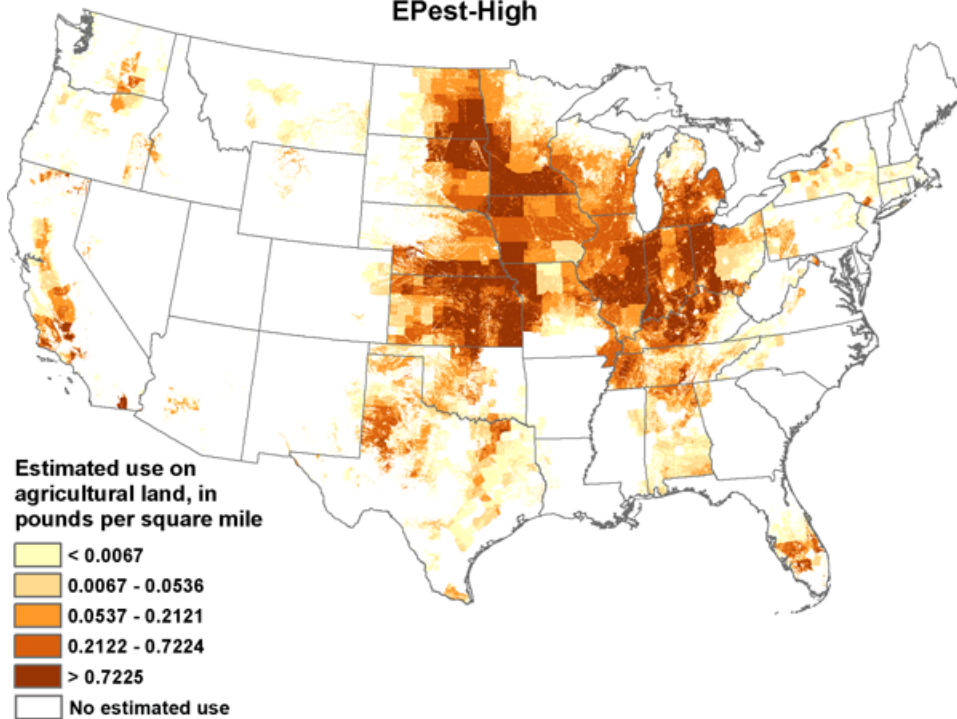 EPest-High
Estimated use on
agricultural land, in
pounds per square mile
< 0.0067
0.0067 - 0.0536
0.0537 - 0.2121
0.2122 - 0.7224
> 0.7225
No estimated use